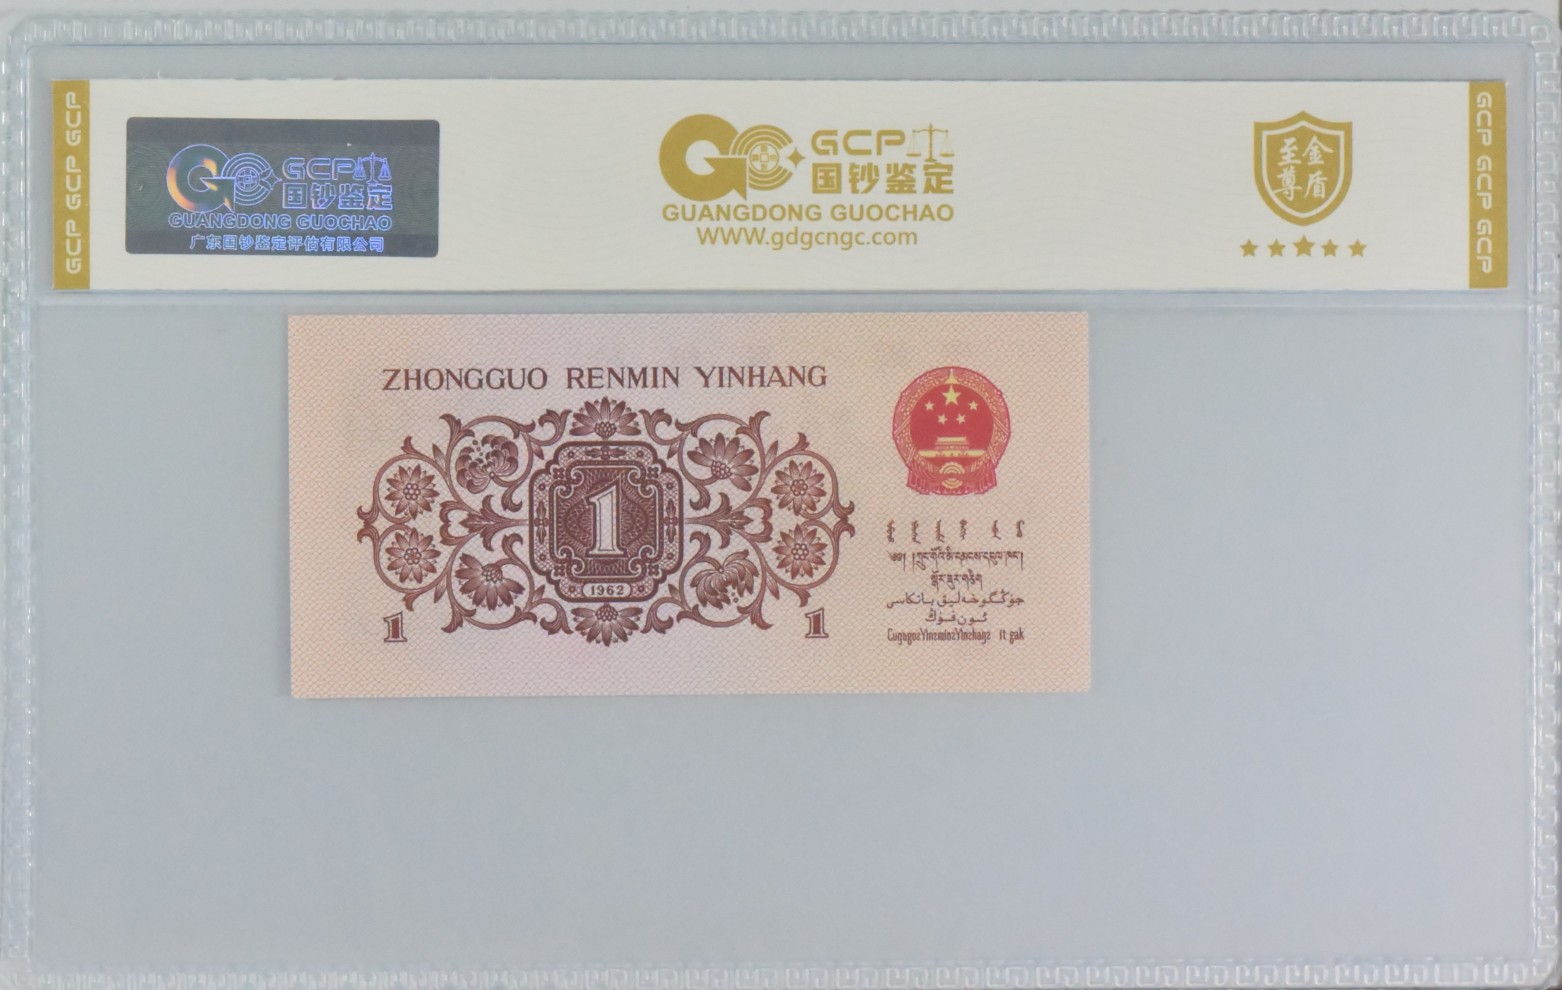 GCP GCP GCP
GCP 国钞鉴定
GUANGDONG GUOCHAO
广东国钞鉴定评估有限公司
GCP
国钞鉴定
GUANGDONG GUOCHAO
WWW.gdgcngc.com
至尊金盾
GCP GCP GCP
ZHONGGUO RENMIN YINHANG
1
1962
1 1
جۇڭگوخەلىق بانكاسى